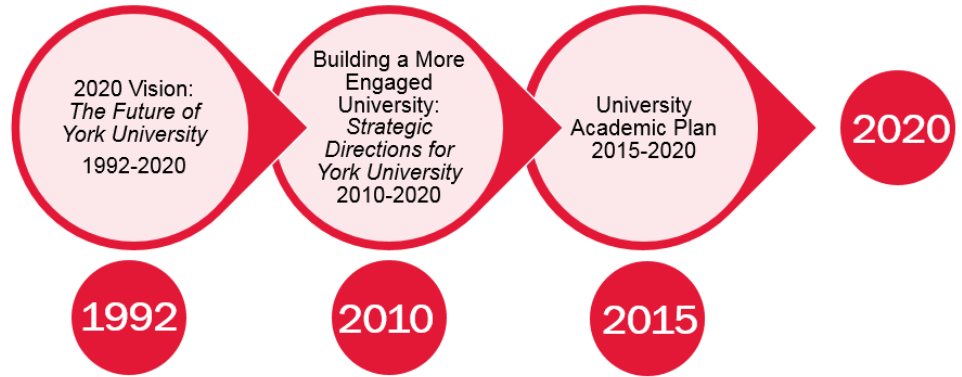 2020 Vision:
The Future of
York University
1992-2020
Building a More
Engaged
University:
Strategic
Directions for
York University
2010-2020
University
Academic Plan
2015-2020
2020
1992
2010
2015